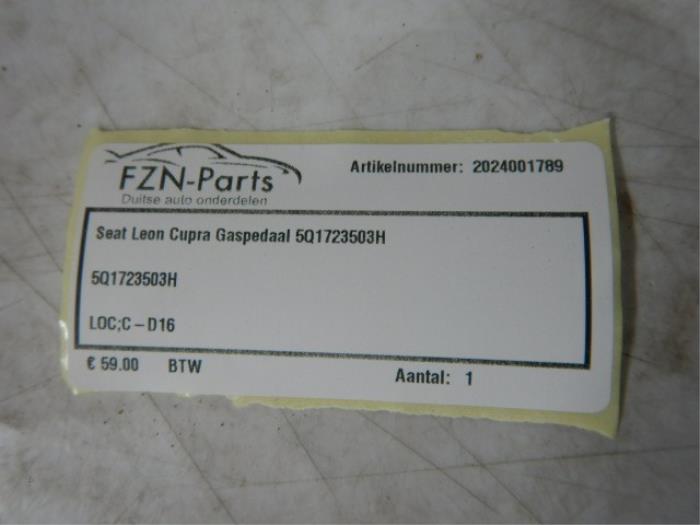 FZN-Parts
Duitse auto onderdelen
Artikelnummer: 2024001789
Seat Leon Cupra Gaspedaal 5Q1723503H
5Q1723503H
LOC;C – D16
€ 59.00 BTW
Aantal: 1